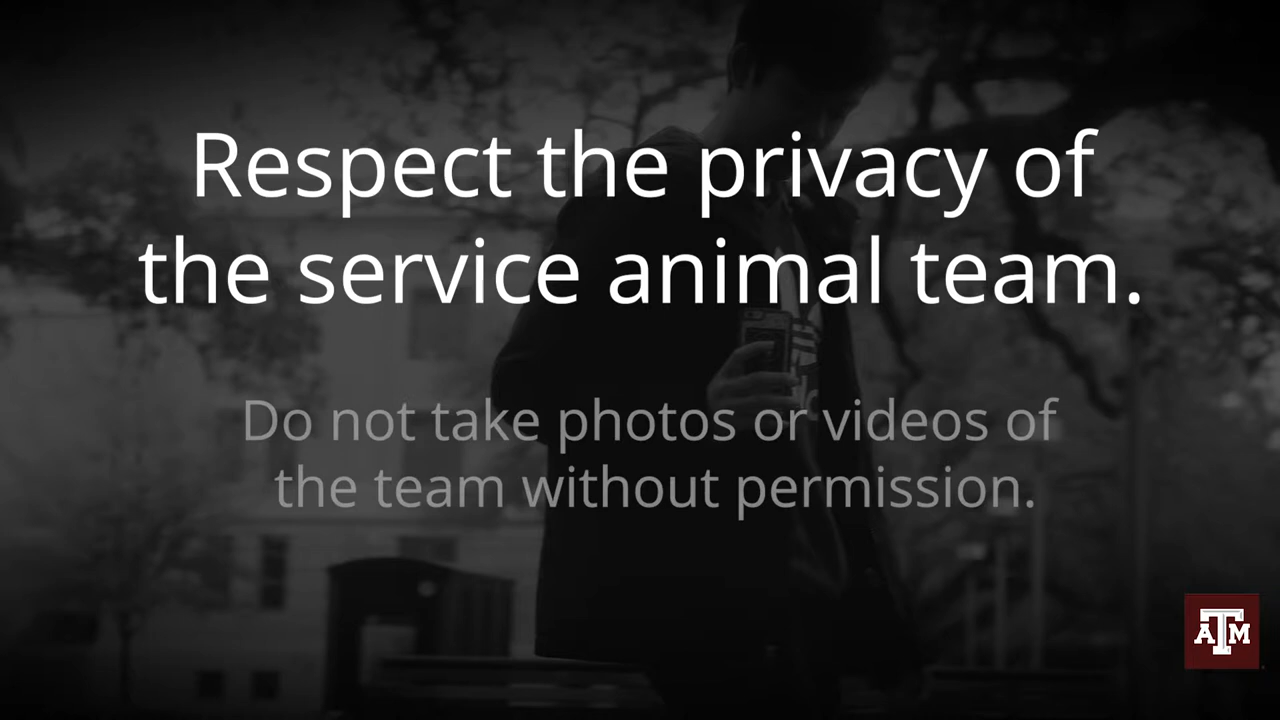 Respect the privacy of
the service animal team.
Do not take photos or videos of
the team without permission.
ATM